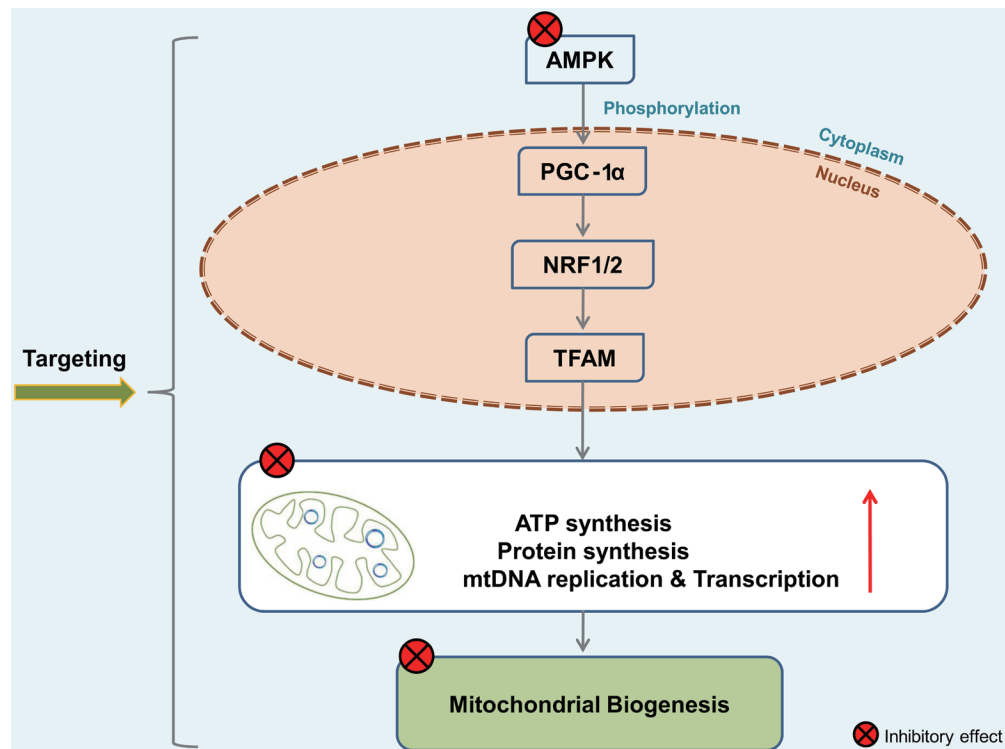 AMPK
Phosphorylation
Cytoplasm
Nucleus
PGC-1α
NRF1/2
TFAM
Targeting
ATP synthesis
Protein synthesis
mtDNA replication & Transcription
Mitochondrial Biogenesis
Inhibitory effect